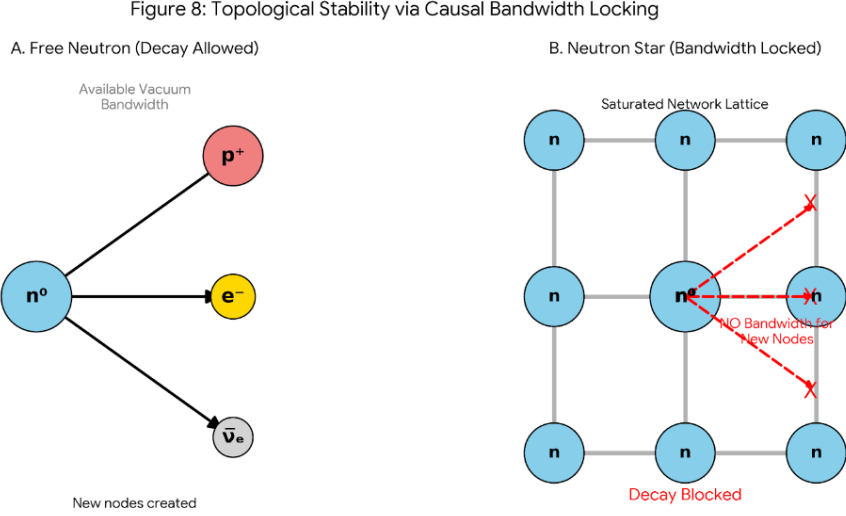 Figure 8: Topological Stability via Causal Bandwidth Locking
A. Free Neutron (Decay Allowed)
Available Vacuum
Bandwidth
p⁺
n⁰
e⁻
ν̄ₑ
New nodes created
B. Neutron Star (Bandwidth Locked)
Saturated Network Lattice
n n n
X
n n⁰ X n
NO Bandwidth for
New Nodes
X
n n n
Decay Blocked